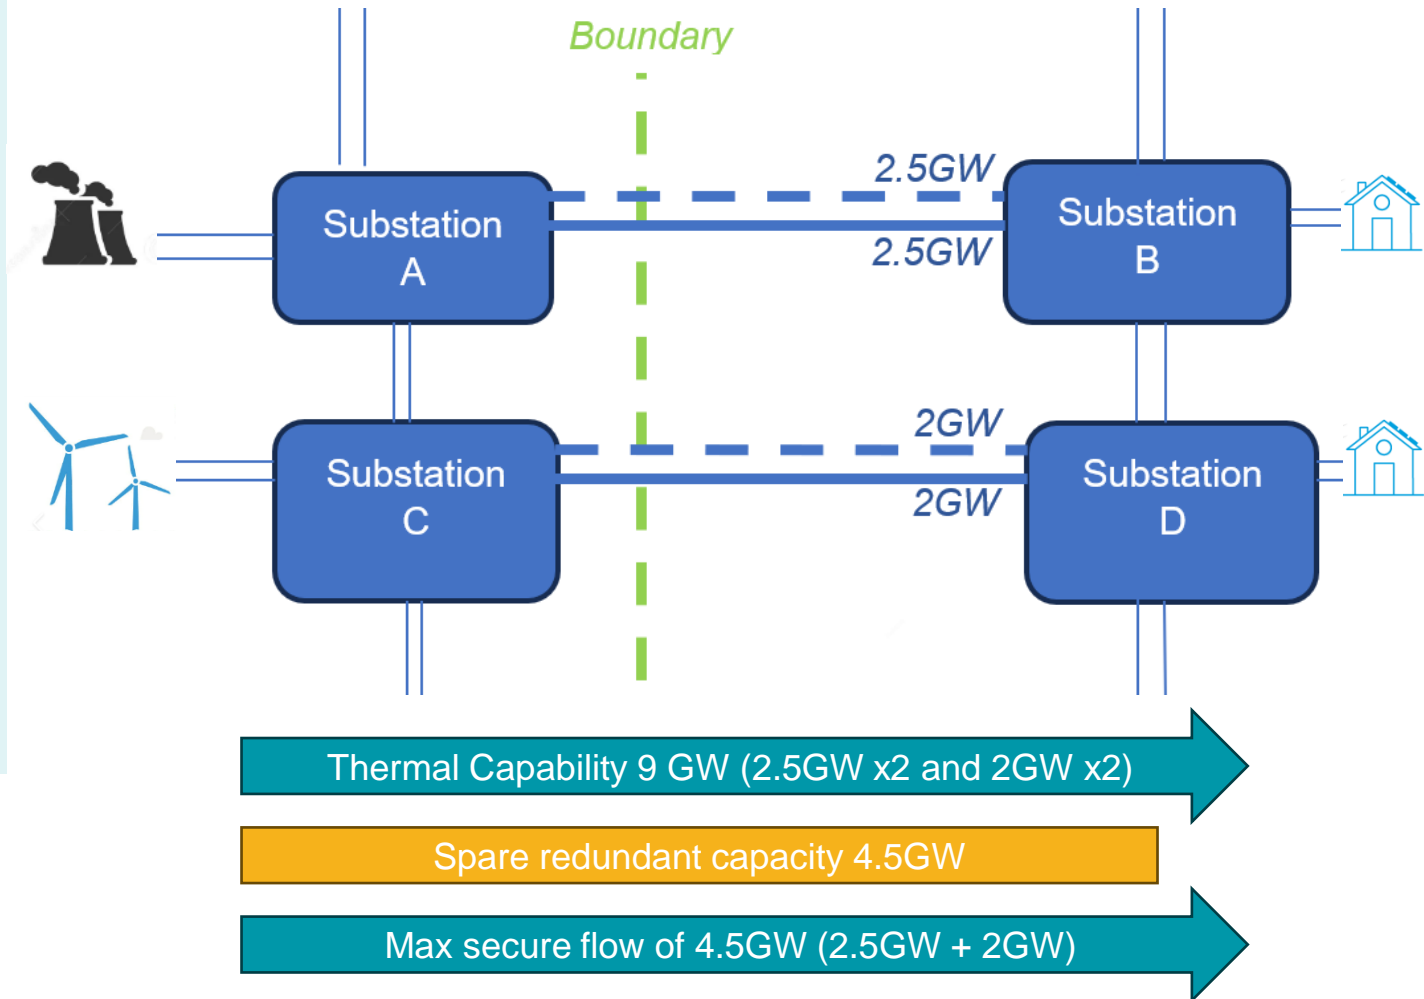 Boundary
2.5GW
Substation
A
2.5GW
Substation
B
2GW
Substation
C
2GW
Substation
D
Thermal Capability 9 GW (2.5GW x2 and 2GW x2)
Spare redundant capacity 4.5GW
Max secure flow of 4.5GW (2.5GW + 2GW)